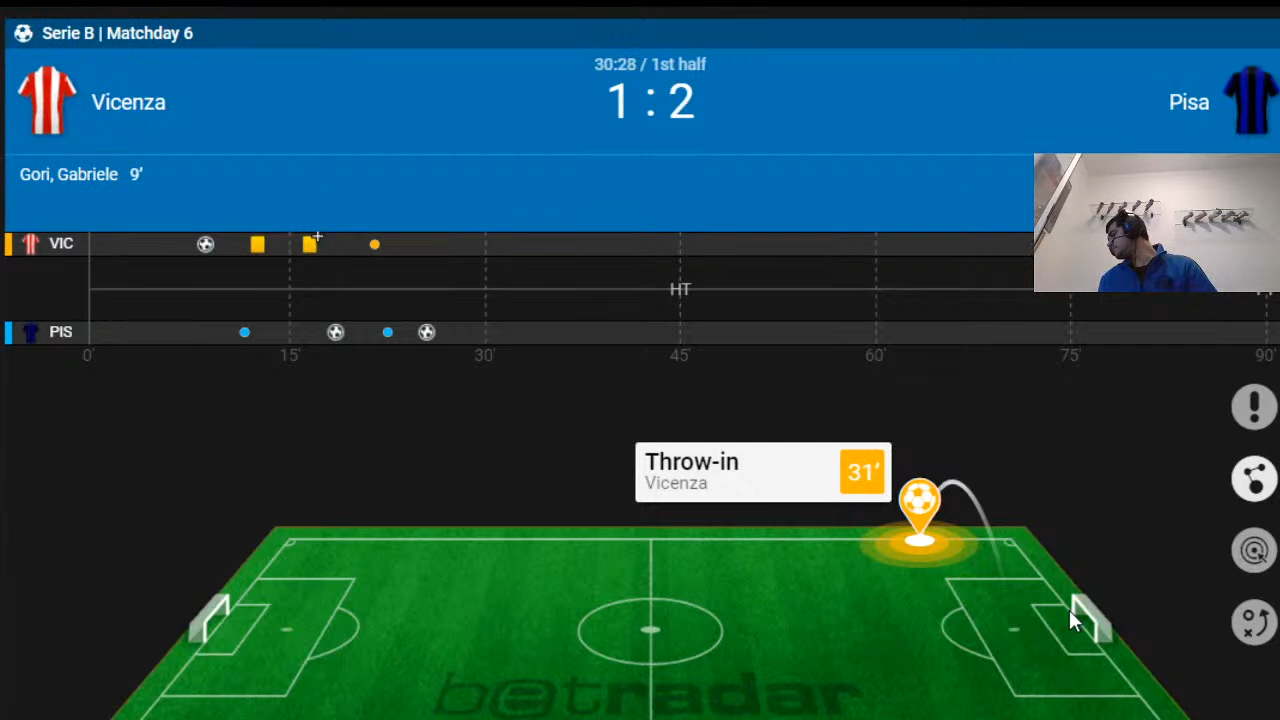 Serie B | Matchday 6
30:28 / 1st half
Vicenza
1 : 2
Pisa
Gori, Gabriele 9'
VIC
HT
PIS
0' 15' 30' 45' 60' 75' 90'
Throw-in
Vicenza
31'
betradar